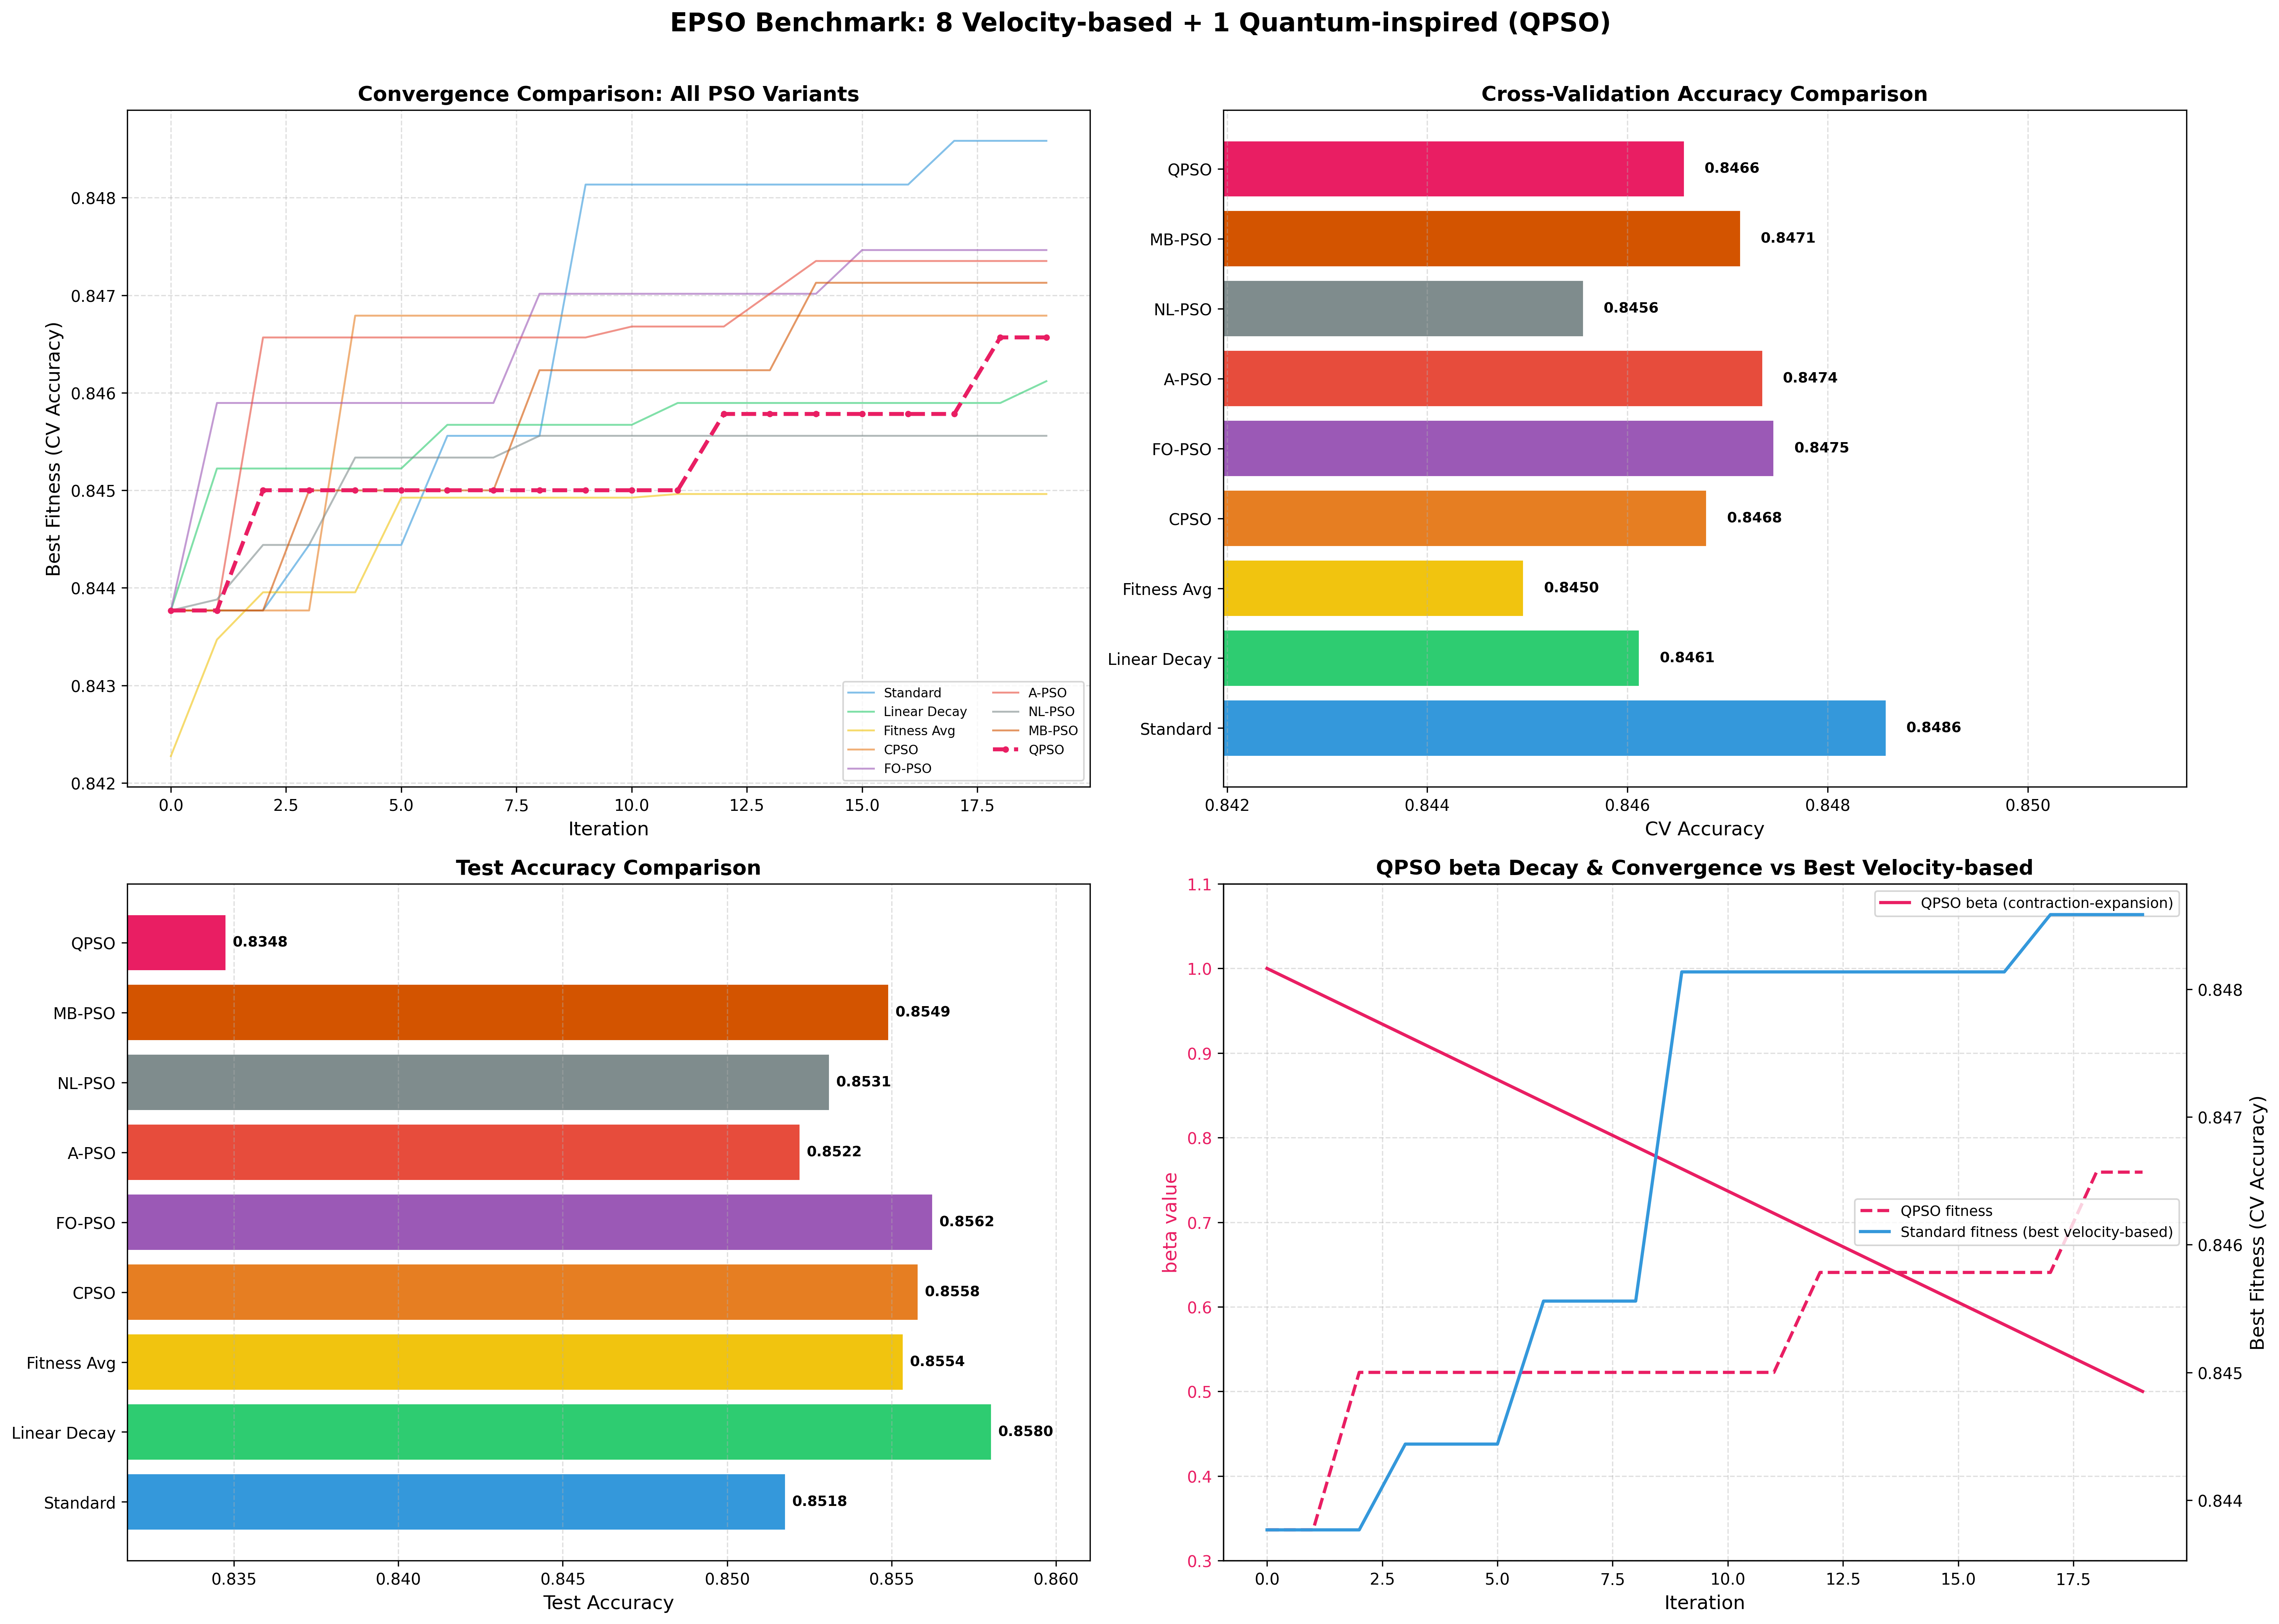 EPSO Benchmark: 8 Velocity-based + 1 Quantum-inspired (QPSO)
Convergence Comparison: All PSO Variants
Best Fitness (CV Accuracy)
0.848
0.847
0.846
0.845
0.844
0.843
0.842
Standard
Linear Decay
Fitness Avg
CPSO
FO-PSO
A-PSO
NL-PSO
MB-PSO
QPSO
0.0 2.5 5.0 7.5 10.0 12.5 15.0 17.5
Iteration
Cross-Validation Accuracy Comparison
QPSO 0.8466
MB-PSO 0.8471
NL-PSO 0.8456
A-PSO 0.8474
FO-PSO 0.8475
CPSO 0.8468
Fitness Avg 0.8450
Linear Decay 0.8461
Standard 0.8486
0.842 0.844 0.846 0.848 0.850
CV Accuracy
Test Accuracy Comparison
QPSO 0.8348
MB-PSO 0.8549
NL-PSO 0.8531
A-PSO 0.8522
FO-PSO 0.8562
CPSO 0.8558
Fitness Avg 0.8554
Linear Decay 0.8580
Standard 0.8518
0.835 0.840 0.845 0.850 0.855 0.860
Test Accuracy
QPSO beta Decay & Convergence vs Best Velocity-based
beta value
1.1
1.0
0.9
0.8
0.7
0.6
0.5
0.4
0.3
QPSO beta (contraction-expansion)
QPSO fitness
Standard fitness (best velocity-based)
0.848
0.847
0.846
0.845
0.844
Best Fitness (CV Accuracy)
0.0 2.5 5.0 7.5 10.0 12.5 15.0 17.5
Iteration